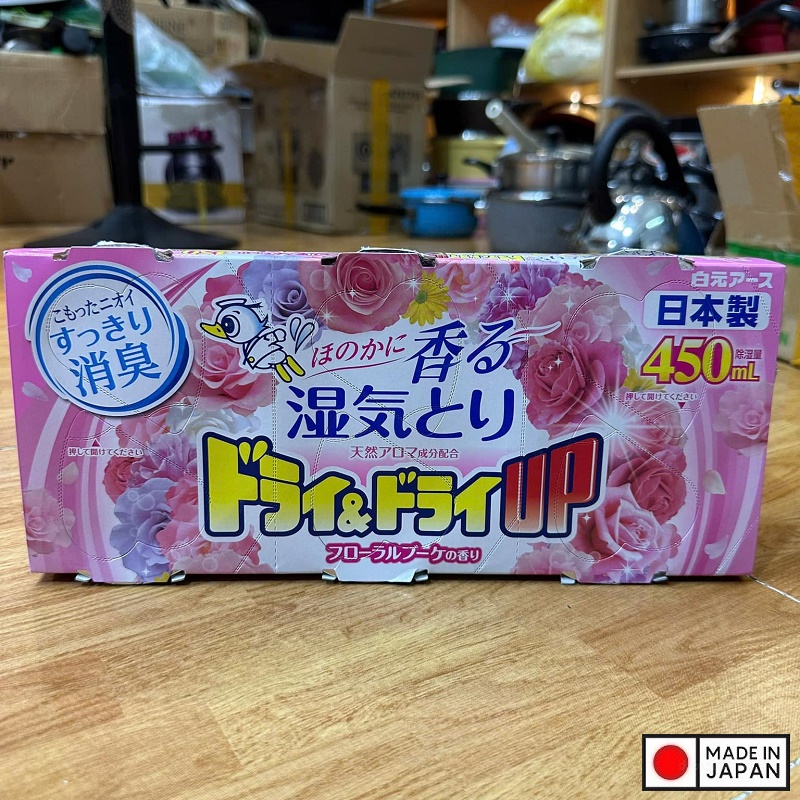 こもったニオイ
すっきり
消臭
ほのかに香る
湿気とり
天然アロマ成分配合
ドライ&ドライUP
フローラルブーケの香り
白元アース
日本製
450mL
除湿量
押して開けてください
押して開けてください
MADE IN
JAPAN